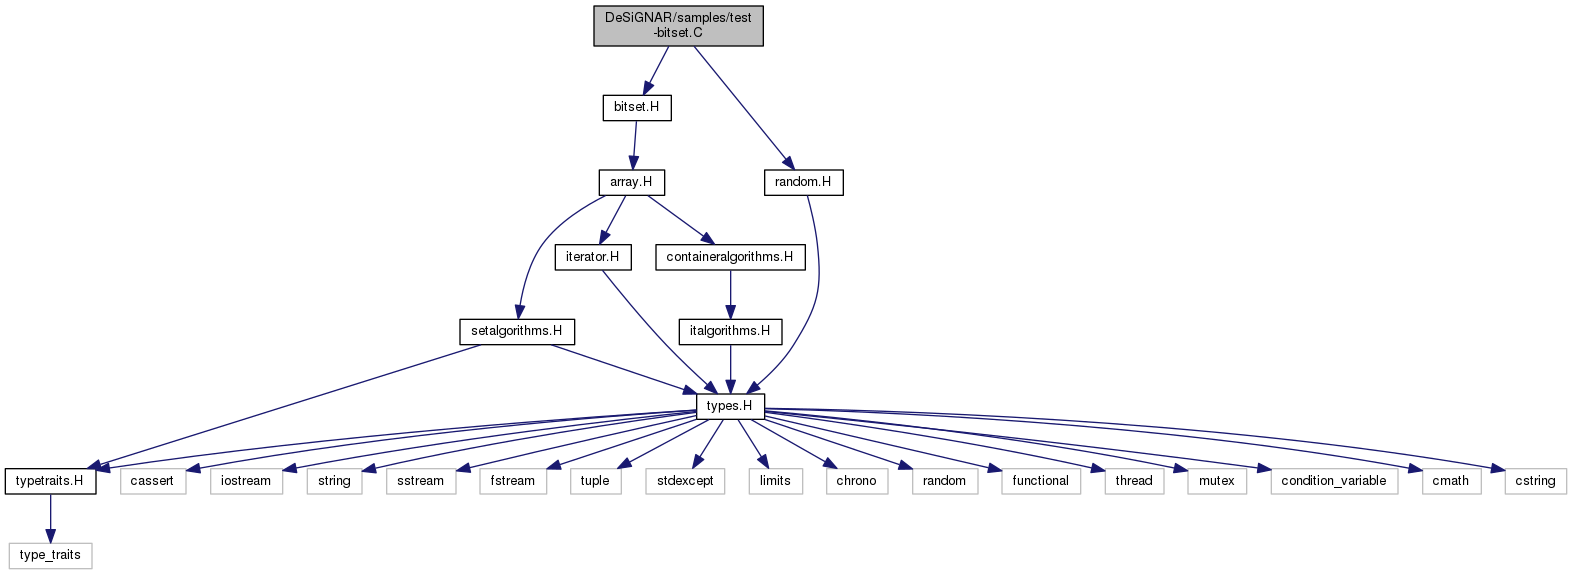 DeSiGNAR/samples/test
-bitset.C
bitset.H
array.H
random.H
iterator.H
containeralgorithms.H
setalgorithms.H
italgorithms.H
types.H
typetraits.H
cassert
iostream
string
sstream
fstream
tuple
stdexcept
limits
chrono
random
functional
thread
mutex
condition_variable
cmath
cstring
type_traits